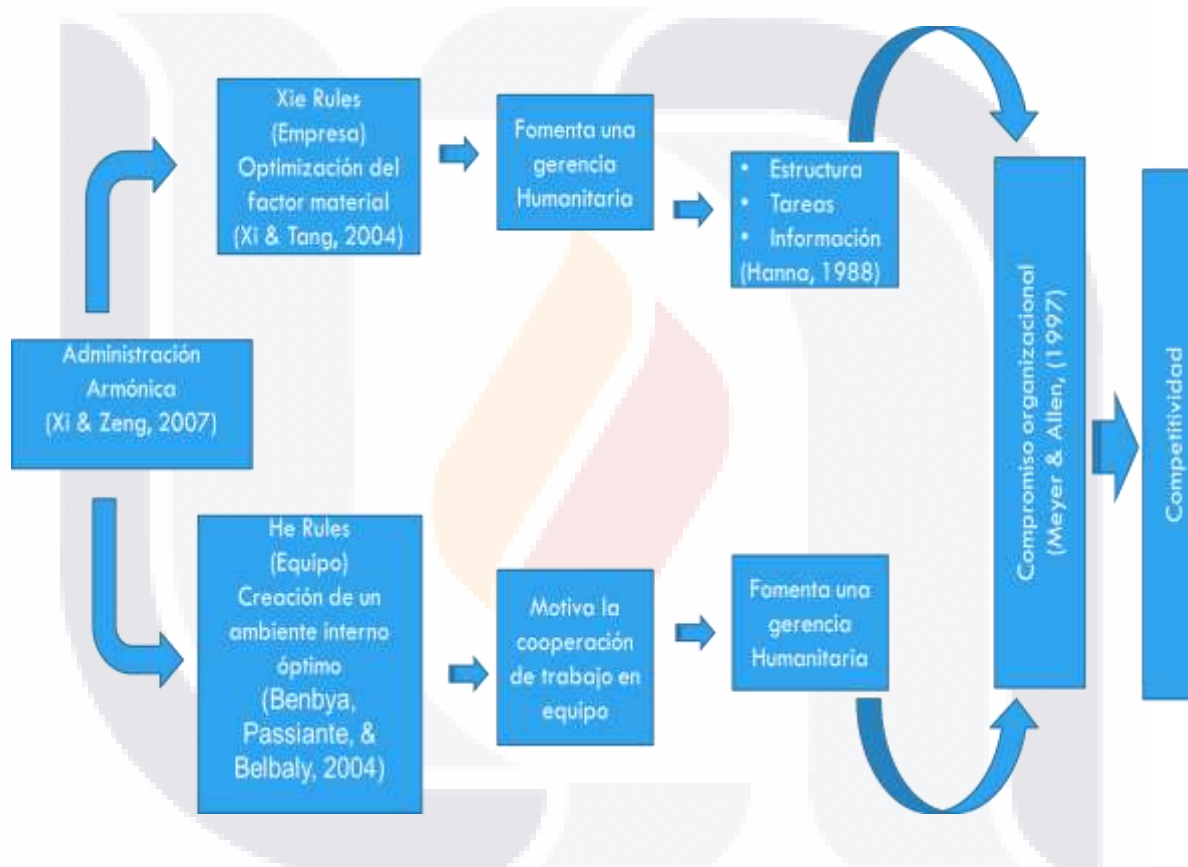 Xie Rules
(Empresa)
Optimización del
factor material
(Xi & Tang, 2004)
Fomenta una
gerencia
Humanitaria
• Estructura
• Tareas
• Información
(Hanna, 1988)
Administración
Armónica
(Xi & Zeng, 2007)
He Rules
(Equipo)
Creación de un
ambiente interno
óptimo
(Benbya,
Passiante, &
Belbaly, 2004)
Motiva la
cooperación
de trabajo en
equipo
Fomenta una
gerencia
Humanitaria
Compromiso organizacional
(Meyer & Allen, (1997)
Competitividad